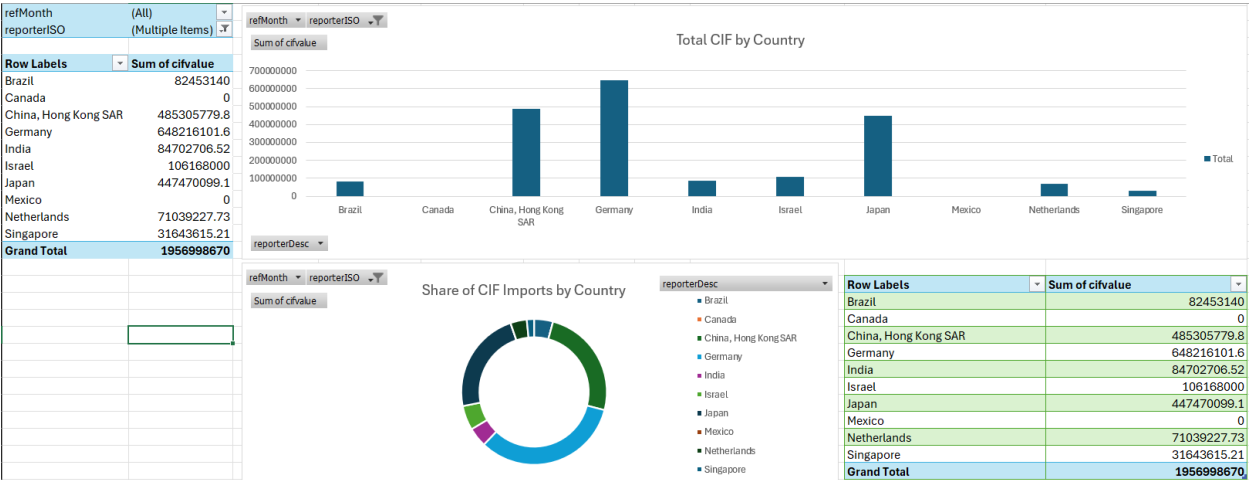 refMonth (All)
reporterISO (Multiple Items)
Row Labels Sum of cifvalue
Brazil 82453140
Canada 0
China, Hong Kong SAR 485305779.8
Germany 648216101.6
India 84702706.52
Israel 106168000
Japan 447470099.1
Mexico 0
Netherlands 71039227.73
Singapore 31643615.21
Grand Total 1956998670
refMonth reporterISO
Sum of cifvalue
Total CIF by Country
700000000
600000000
500000000
400000000
300000000
200000000
100000000
0
Brazil Canada China, Hong Kong SAR Germany India Israel Japan Mexico Netherlands Singapore
Total
reporterDesc
refMonth reporterISO
Sum of cifvalue
Share of CIF Imports by Country
reporterDesc
Brazil
Canada
China, Hong Kong SAR
Germany
India
Israel
Japan
Mexico
Netherlands
Singapore
Row Labels Sum of cifvalue
Brazil 82453140
Canada 0
China, Hong Kong SAR 485305779.8
Germany 648216101.6
India 84702706.52
Israel 106168000
Japan 447470099.1
Mexico 0
Netherlands 71039227.73
Singapore 31643615.21
Grand Total 1956998670